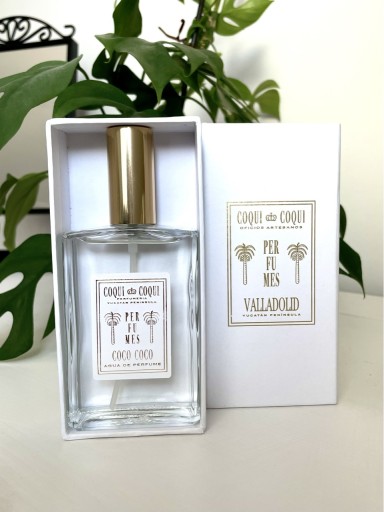 COQUI COQUI
PERFUMERIA
YUCATAN PENINSULA
PER
FU
MES
COCO COCO
AGUA DE PERFUME
COQUI COQUI
OFICIOS ARTESANOS
PER
FU
MES
VALLADOLID
YUCATAN PENINSULA